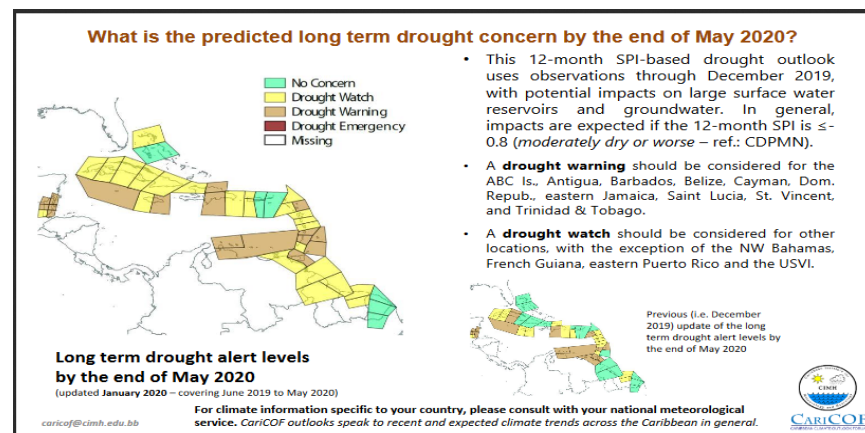 What is the predicted long term drought concern by the end of May 2020?
No Concern
Drought Watch
Drought Warning
Drought Emergency
Missing
• This 12-month SPI-based drought outlook
uses observations through December 2019,
with potential impacts on large surface water
reservoirs and groundwater. In general,
impacts are expected if the 12-month SPI is ≤-
0.8 (moderately dry or worse – ref.: CDPMN).
• A drought warning should be considered for the
ABC Is., Antigua, Barbados, Belize, Cayman, Dom.
Repub., eastern Jamaica, Saint Lucia, St. Vincent,
and Trinidad & Tobago.
• A drought watch should be considered for other
locations, with the exception of the NW Bahamas,
French Guiana, eastern Puerto Rico and the USVI.
Previous (i.e. December
2019) update of the long
term drought alert levels by
the end of May 2020
Long term drought alert levels
by the end of May 2020
(updated January 2020 – covering June 2019 to May 2020)
For climate information specific to your country, please consult with your national meteorological
service. CariCOF outlooks speak to recent and expected climate trends across the Caribbean in general.
caricof@cimh.edu.bb
CIMH
CARICOF